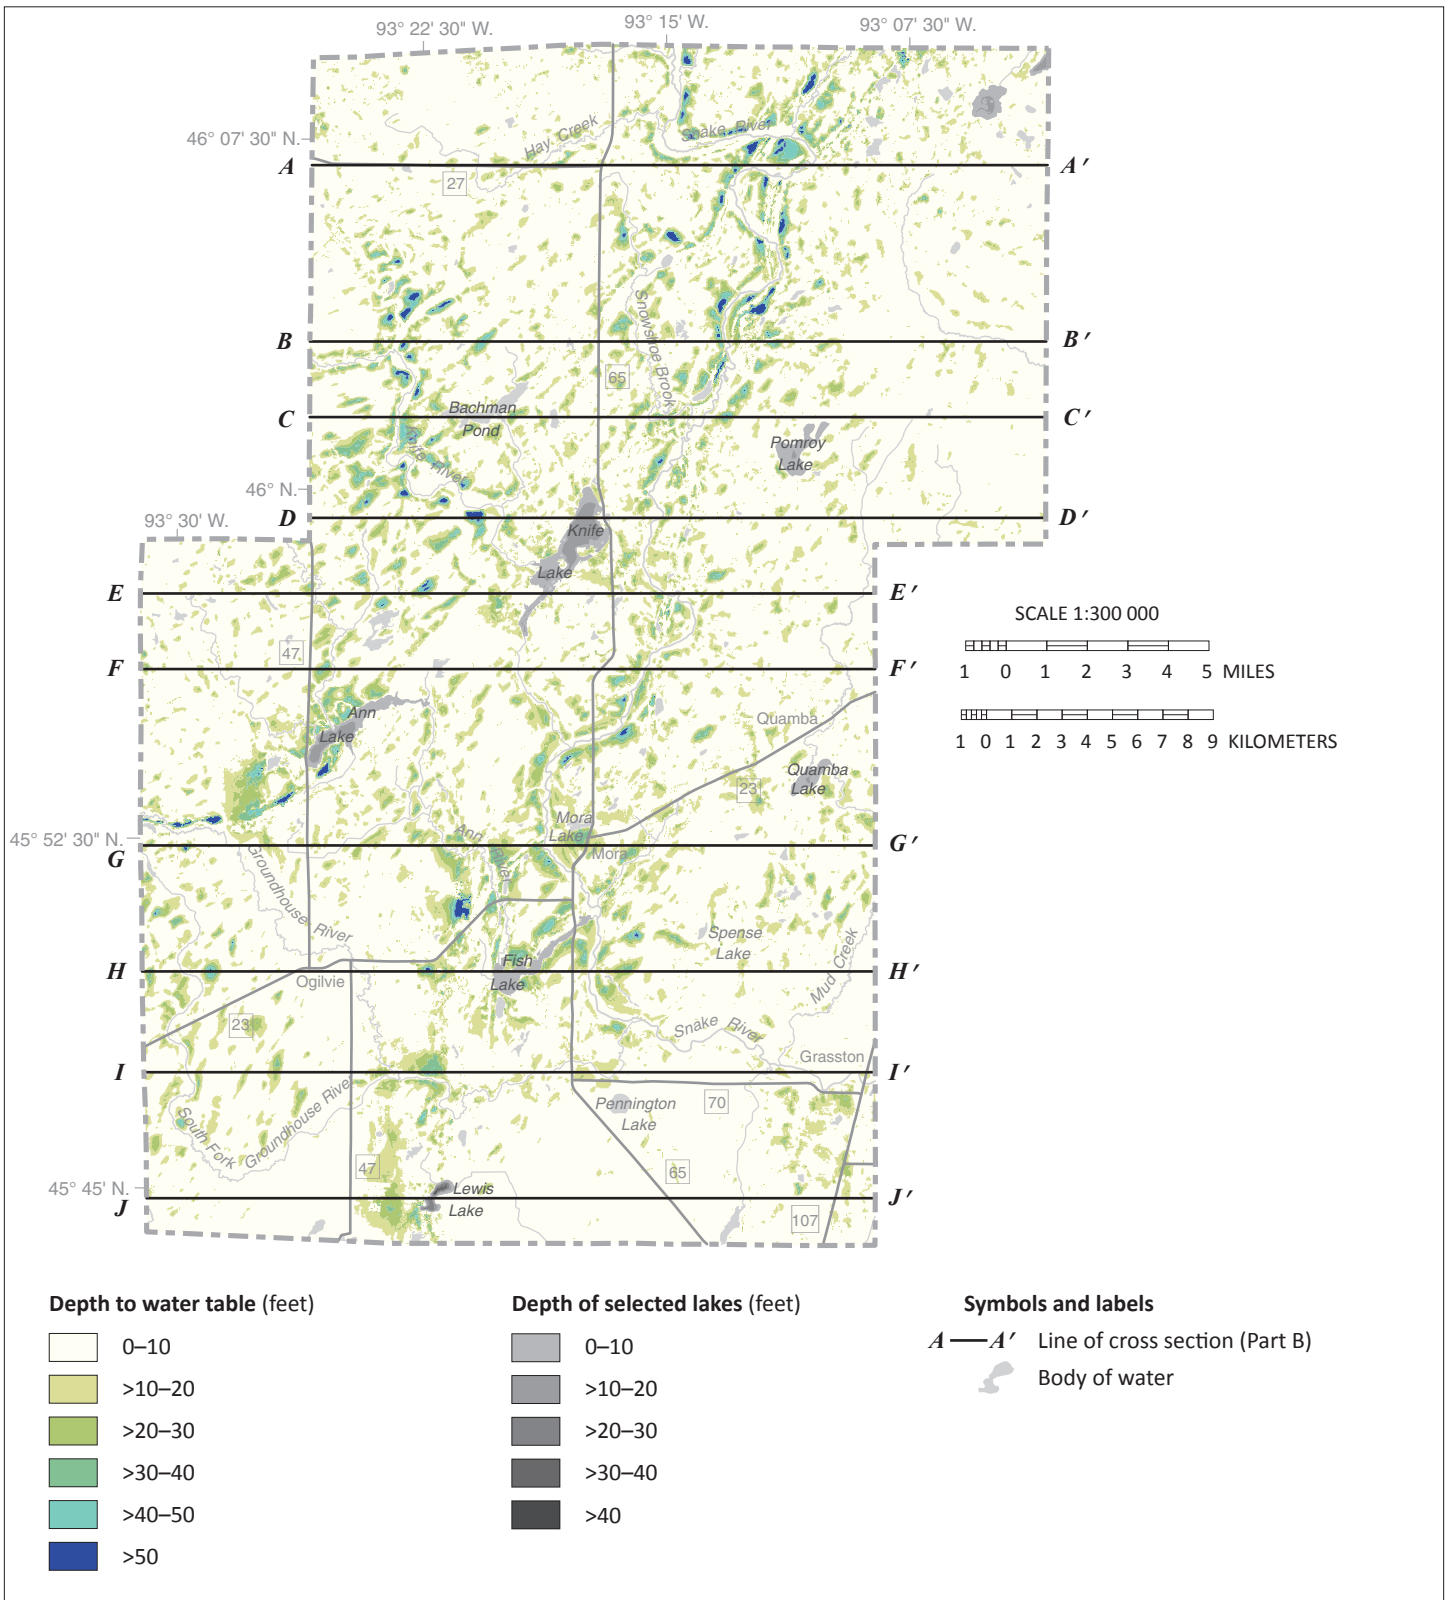 93° 22' 30" W.
93° 15' W.
93° 07' 30" W.
46° 07' 30" N.
Hay Creek
Snake River
A
A′
27
Snowshoe Brook
B
B′
65
Bachman
Pond
C
C′
Knife River
Pomroy
Lake
46° N.
D
D′
93° 30' W.
Knife
Lake
E
E′
SCALE 1:300 000
1 0 1 2 3 4 5 MILES
47
F
F′
Ann
Lake
Quamba
1 0 1 2 3 4 5 6 7 8 9 KILOMETERS
Quamba
Lake
23
Mora
Lake
Ann River
45° 52' 30" N.
G
Mora
G′
Groundhouse River
Spense
Lake
Fish
Lake
H
H′
Ogilvie
Mud Creek
23
Snake River
Grasston
I
I′
South Fork Groundhouse River
Pennington
Lake
70
47
65
45° 45' N.
Lewis
Lake
J
J′
107
Depth to water table (feet)
0–10
>10–20
>20–30
>30–40
>40–50
>50
Depth of selected lakes (feet)
0–10
>10–20
>20–30
>30–40
>40
Symbols and labels
A A′ Line of cross section (Part B)
Body of water